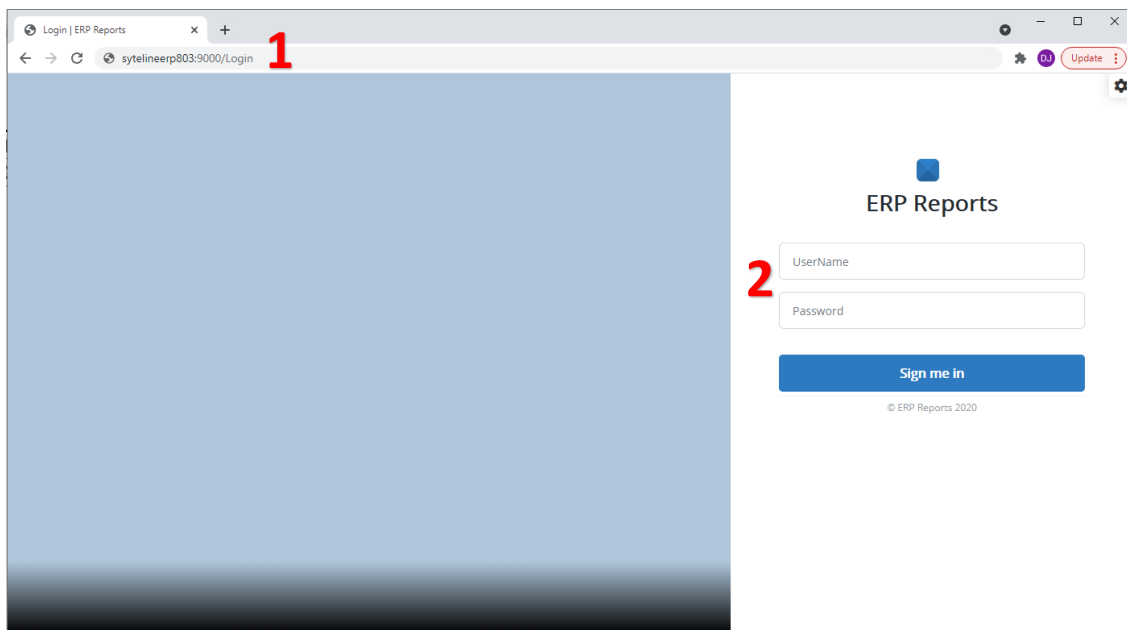 Login | ERP Reports
sytelineerp803:9000/Login
1
DJ
Update
ERP Reports
2
UserName
Password
Sign me in
© ERP Reports 2020